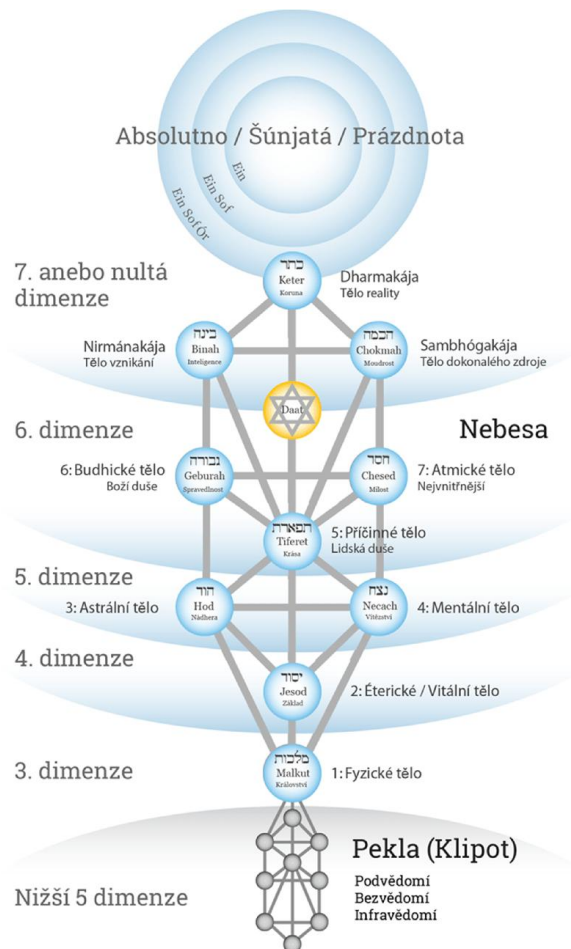 Absolutno / Šúnjatá / Prázdnota
Ein
Ein Sof
Ein Sof Ór
7. anebo nultá
dimenze
כתר
Keter
Koruna
Dharmakája
Tělo reality
Nirmánakája
Tělo vznikání
בינה
Binah
Inteligence
חכמה
Chokmah
Moudrost
Sambhógakája
Tělo dokonalého zdroje
Daat
6. dimenze
Nebesa
6: Budhické tělo
Boží duše
גבורה
Geburah
Spravedlnost
חסד
Chesed
Milost
7: Atmické tělo
Nejvnitřnější
תפארת
Tiferet
Krása
5: Příčinné tělo
Lidská duše
5. dimenze
3: Astrální tělo
הוד
Hod
Nádhera
נצח
Necach
Vítězství
4: Mentální tělo
4. dimenze
יסוד
Jesod
Základ
2: Éterické / Vitální tělo
3. dimenze
מלכות
Malkut
Království
1: Fyzické tělo
Pekla (Klipot)
Podvědomí
Bezvědomí
Infravědomí
Nižší 5 dimenze